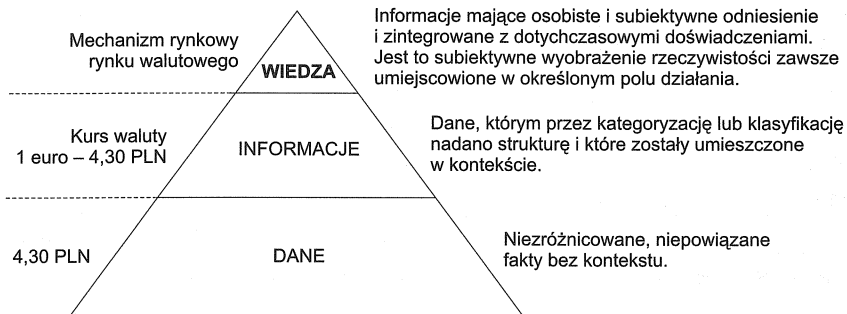 Mechanizm rynkowy
rynku walutowego
WIEDZA
Informacje mające osobiste i subiektywne odniesienie
i zintegrowane z dotychczasowymi doświadczeniami.
Jest to subiektywne wyobrażenie rzeczywistości zawsze
umiejscowione w określonym polu działania.
Kurs waluty
1 euro – 4,30 PLN
INFORMACJE
Dane, którym przez kategoryzację lub klasyfikację
nadano strukturę i które zostały umieszczone
w kontekście.
4,30 PLN
DANE
Niezróżnicowane, niepowiązane
fakty bez kontekstu.